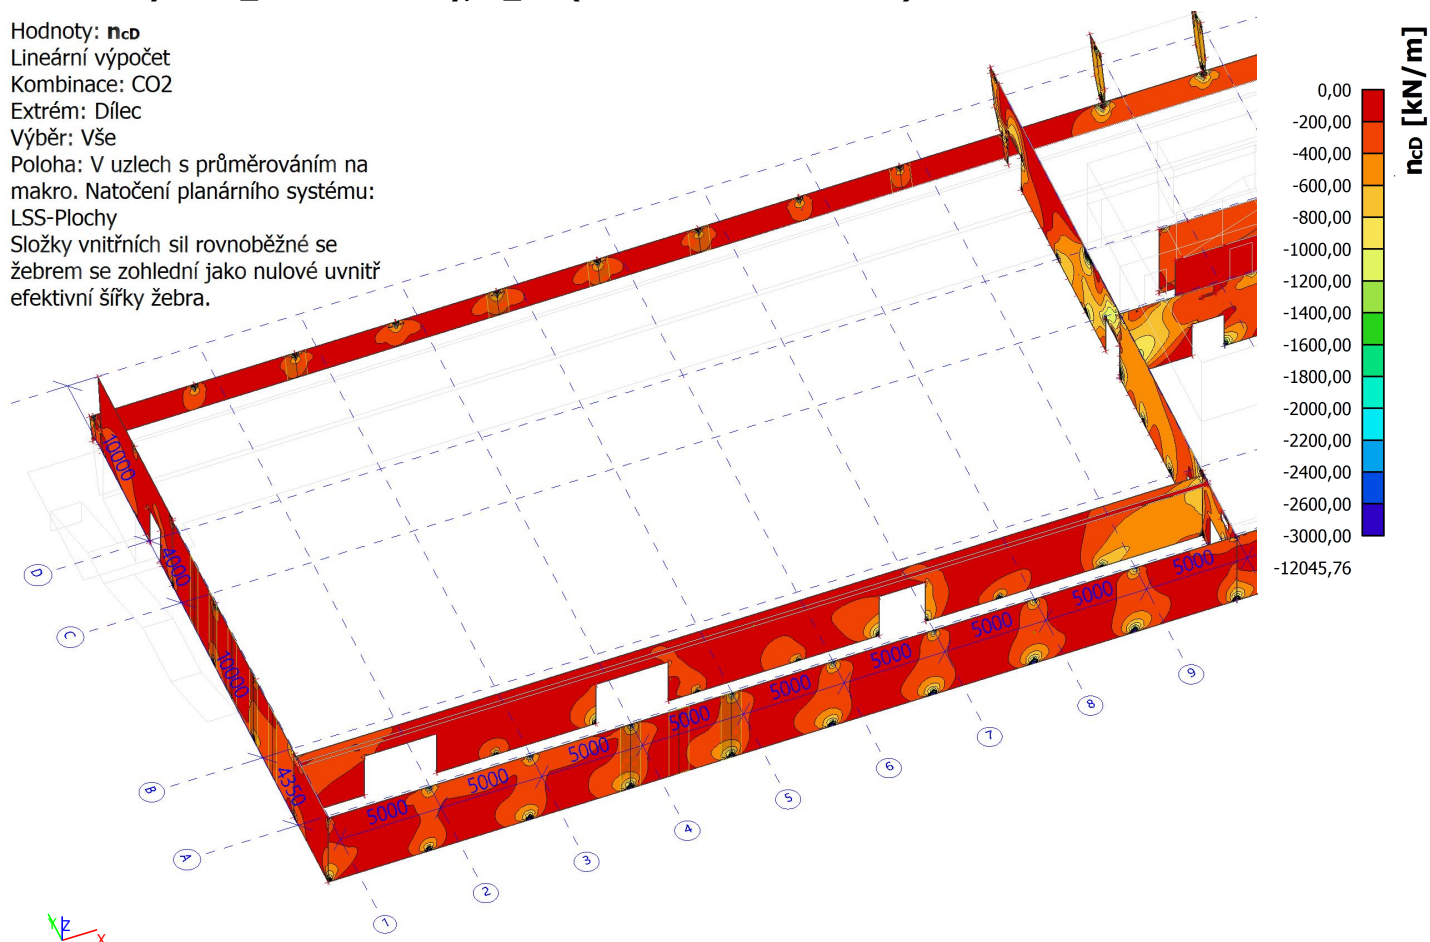 Hodnoty: ncD
Lineární výpočet
Kombinace: CO2
Extrém: Dílec
Výběr: Vše
Poloha: V uzlech s průměrováním na
makro. Natočení planárního systému:
LSS-Plochy
Složky vnitřních sil rovnoběžné se
žebrem se zohlední jako nulové uvnitř
efektivní šířky žebra.
ncD [kN/m]
0,00
-200,00
-400,00
-600,00
-800,00
-1000,00
-1200,00
-1400,00
-1600,00
-1800,00
-2000,00
-2200,00
-2400,00
-2600,00
-3000,00
-12045,76
10000
4000
10000
4350
5000
5000
5000
5000
5000
5000
5000
5000
5000
D
C
B
A
1
2
3
4
5
6
7
8
9
Y
Z
X